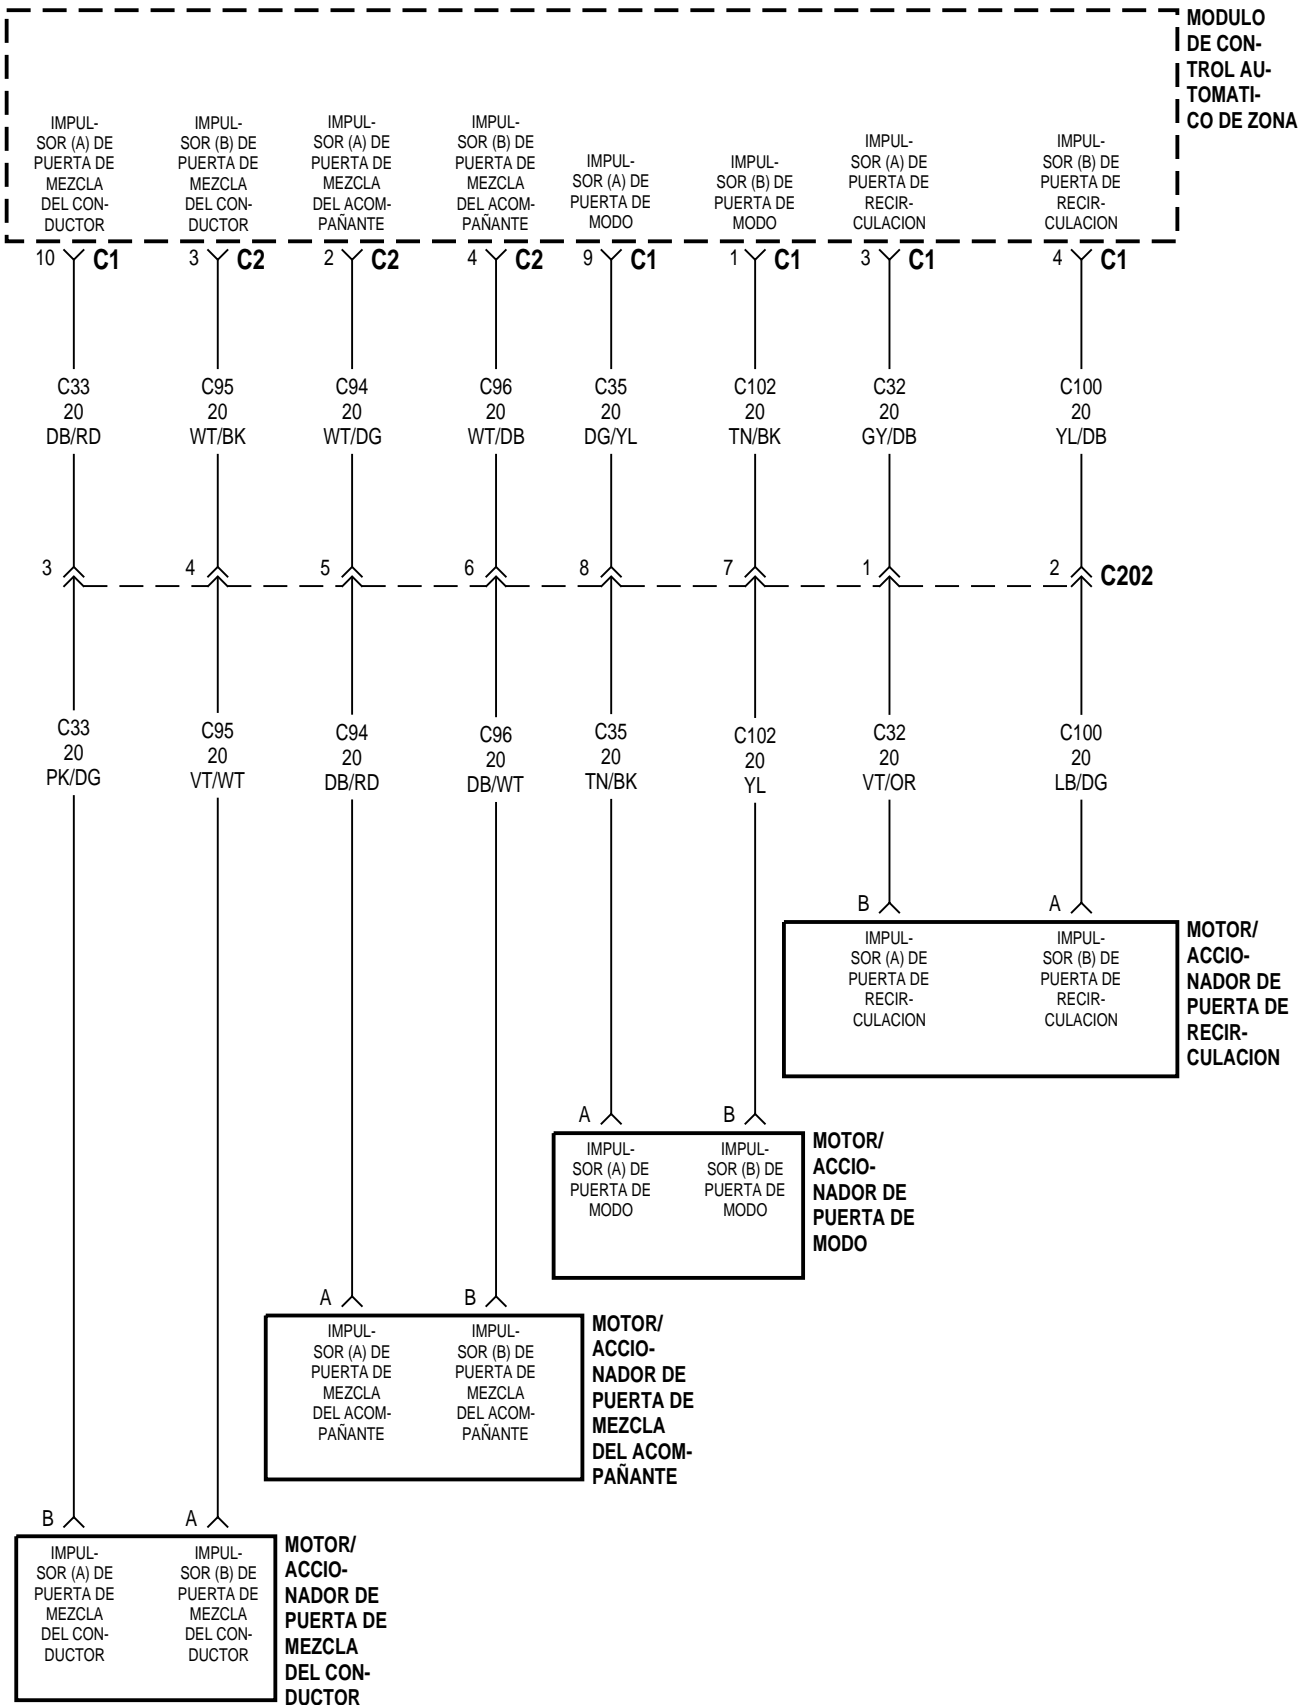 MODULO
DE CON-
TROL AU-
TOMATI-
CO DE ZONA
IMPUL-
SOR (A) DE
PUERTA DE
MEZCLA
DEL CON-
DUCTOR
IMPUL-
SOR (B) DE
PUERTA DE
MEZCLA
DEL CON-
DUCTOR
IMPUL-
SOR (A) DE
PUERTA DE
MEZCLA
DEL ACOM-
PAÑANTE
IMPUL-
SOR (B) DE
PUERTA DE
MEZCLA
DEL ACOM-
PAÑANTE
IMPUL-
SOR (A) DE
PUERTA DE
MODO
IMPUL-
SOR (B) DE
PUERTA DE
MODO
IMPUL-
SOR (A) DE
PUERTA DE
RECIR-
CULACION
IMPUL-
SOR (B) DE
PUERTA DE
RECIR-
CULACION
10 C1 3 C2 2 C2 4 C2 9 C1 1 C1 3 C1 4 C1
C33 C95 C94 C96 C35 C102 C32 C100
20 20 20 20 20 20 20 20
DB/RD WT/BK WT/DG WT/DB DG/YL TN/BK GY/DB YL/DB
3 4 5 6 8 7 1 2 C202
C33 C95 C94 C96 C35 C102 C32 C100
20 20 20 20 20 20 20 20
PK/DG VT/WT DB/RD DB/WT TN/BK YL VT/OR LB/DG
B A
IMPUL-
SOR (A) DE
PUERTA DE
RECIR-
CULACION
IMPUL-
SOR (B) DE
PUERTA DE
RECIR-
CULACION
MOTOR/
ACCIO-
NADOR DE
PUERTA DE
RECIR-
CULACION
A B
IMPUL-
SOR (A) DE
PUERTA DE
MODO
IMPUL-
SOR (B) DE
PUERTA DE
MODO
MOTOR/
ACCIO-
NADOR DE
PUERTA DE
MODO
A B
IMPUL-
SOR (A) DE
PUERTA DE
MEZCLA
DEL ACOM-
PAÑANTE
IMPUL-
SOR (B) DE
PUERTA DE
MEZCLA
DEL ACOM-
PAÑANTE
MOTOR/
ACCIO-
NADOR DE
PUERTA DE
MEZCLA
DEL ACOM-
PAÑANTE
B A
IMPUL-
SOR (A) DE
PUERTA DE
MEZCLA
DEL CON-
DUCTOR
IMPUL-
SOR (B) DE
PUERTA DE
MEZCLA
DEL CON-
DUCTOR
MOTOR/
ACCIO-
NADOR DE
PUERTA DE
MEZCLA
DEL CON-
DUCTOR